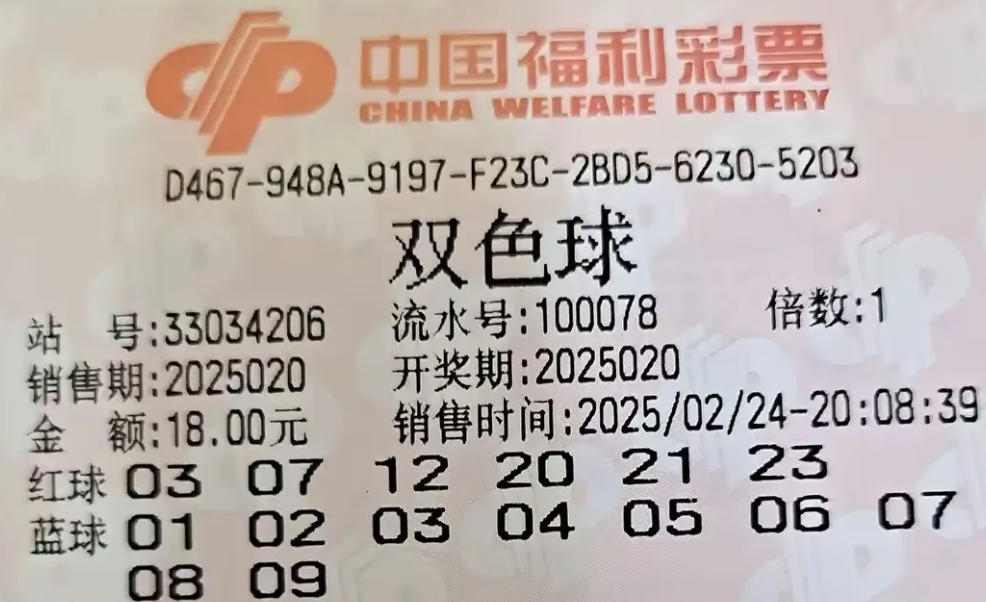 中国福利彩票
CHINA WELFARE LOTTERY
D467-948A-9197-F23C-2BD5-6230-5203
双色球
站 号:33034206 流水号:100078 倍数:1
销售期:2025020 开奖期:2025020
金 额:18.00元 销售时间:2025/02/24-20:08:39
红球 03 07 12 20 21 23
蓝球 01 02 03 04 05 06 07
08 09